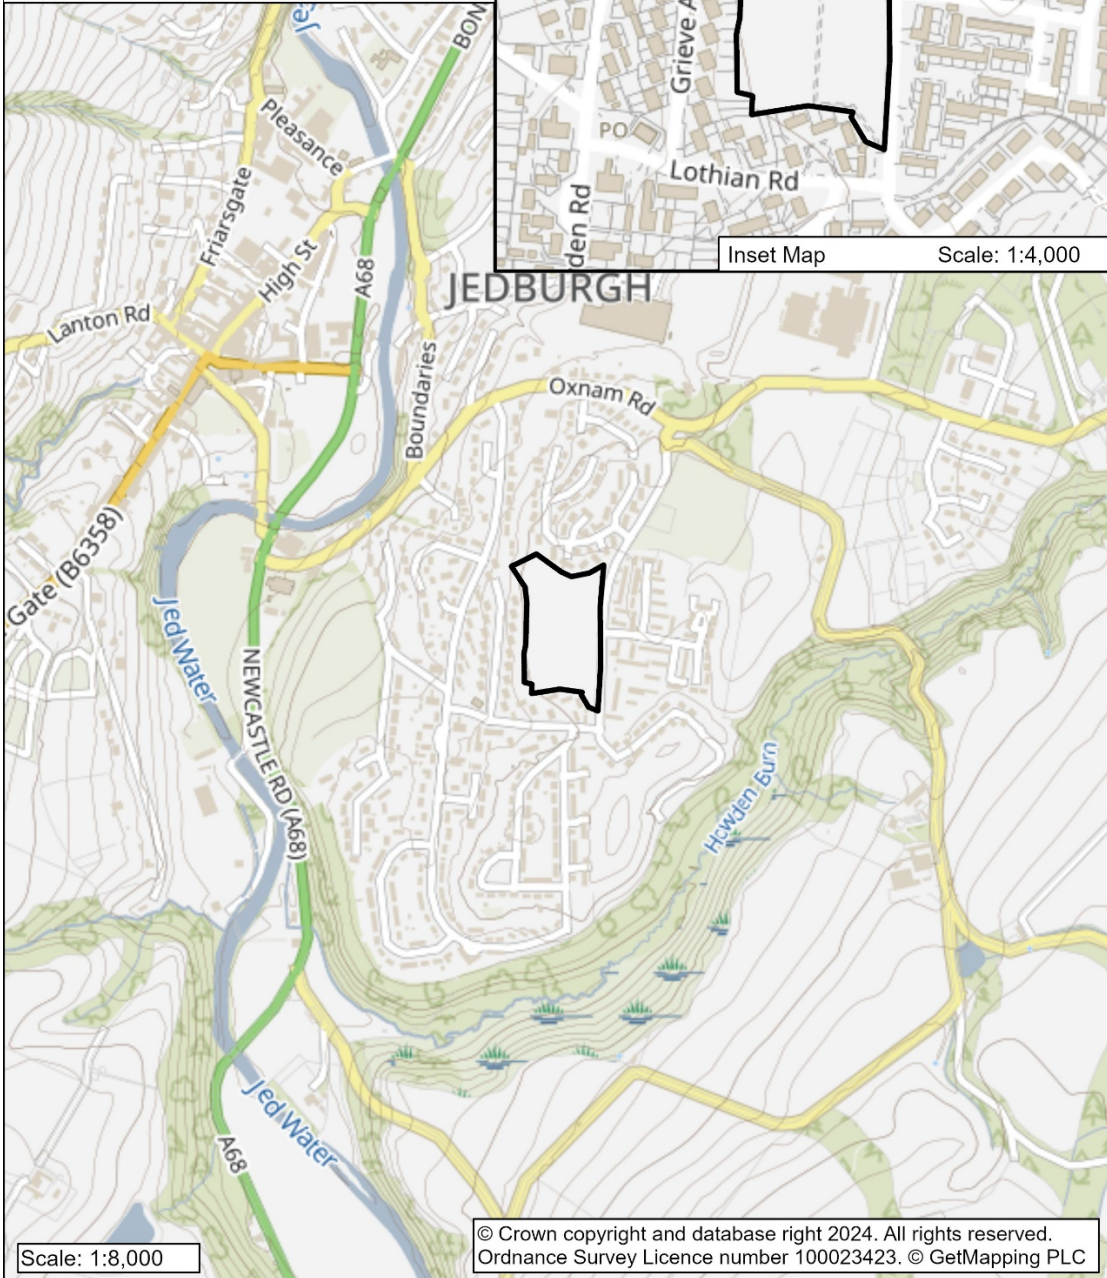 Je
BON
Pleasance
Friarsgate
High St
A68
Lanton Rd
JEDBURGH
Boundaries
Oxnam Rd
Gate (B6358)
Jed Water
NEWCASTLE RD (A68)
Howden Burn
Jed Water
A68
Grieve A
PO
Lothian Rd
den Rd
Inset Map Scale: 1:4,000
Scale: 1:8,000
© Crown copyright and database right 2024. All rights reserved.
Ordnance Survey Licence number 100023423. © GetMapping PLC